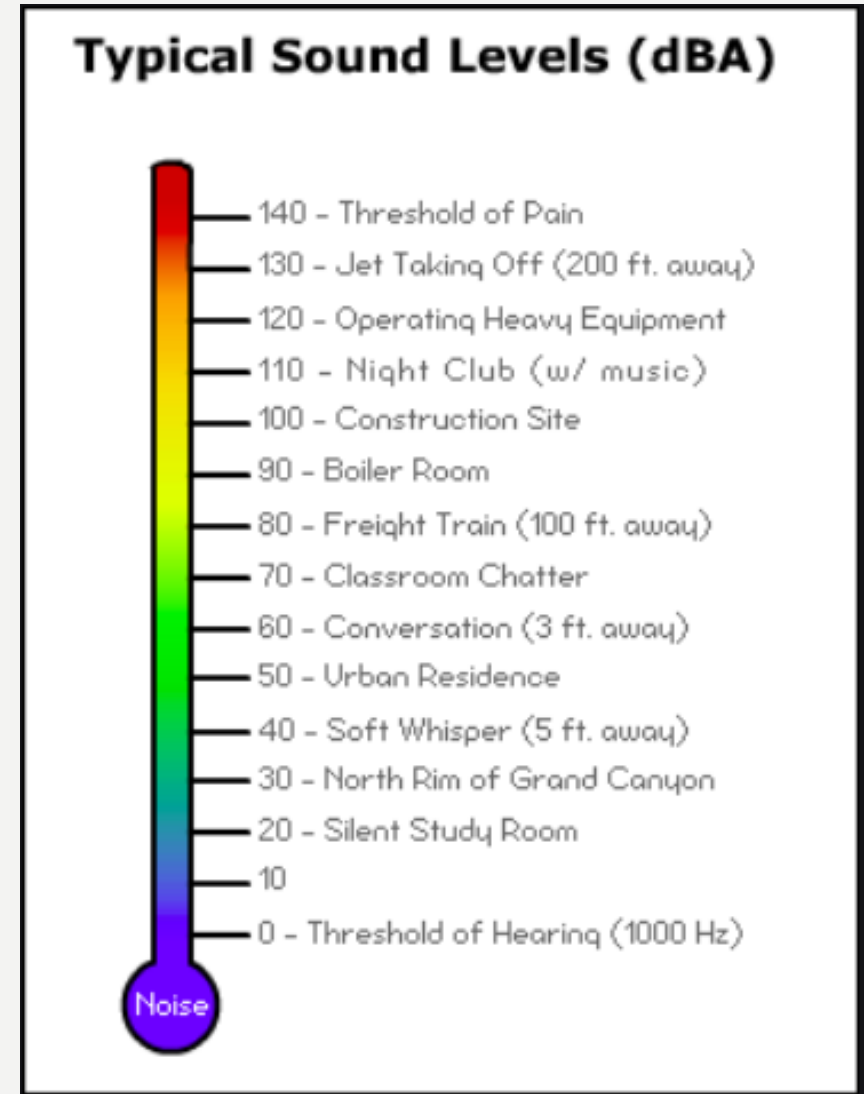 Typical Sound Levels (dBA)
140 - Threshold of Pain
130 - Jet Taking Off (200 ft. away)
120 - Operating Heavy Equipment
110 - Night Club (w/ music)
100 - Construction Site
90 - Boiler Room
80 - Freight Train (100 ft. away)
70 - Classroom Chatter
60 - Conversation (3 ft. away)
50 - Urban Residence
40 - Soft Whisper (5 ft. away)
30 - North Rim of Grand Canyon
20 - Silent Study Room
10
0 - Threshold of Hearing (1000 Hz)
Noise